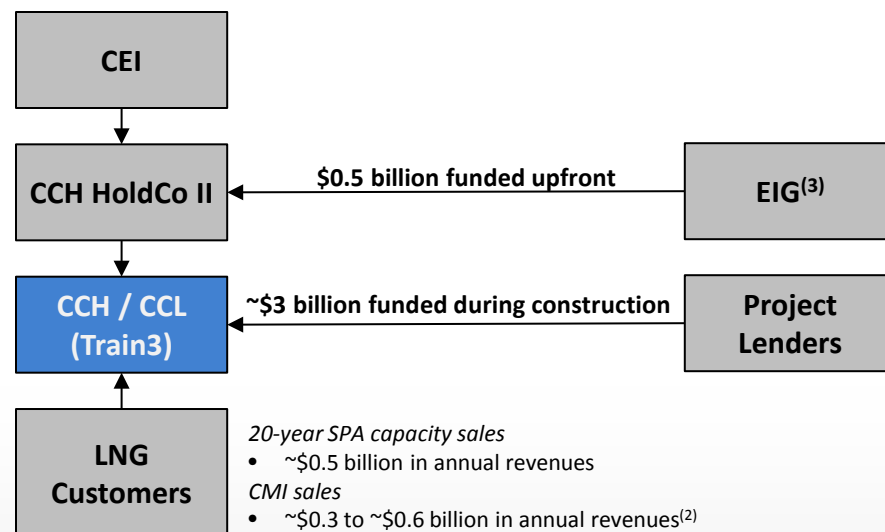 CEI
CCH HoldCo II
$0.5 billion funded upfront
EIG(3)
CCH / CCL
(Train3)
~$3 billion funded during construction
Project
Lenders
LNG
Customers
20-year SPA capacity sales
• ~$0.5 billion in annual revenues
CMI sales
• ~$0.3 to ~$0.6 billion in annual revenues(2)